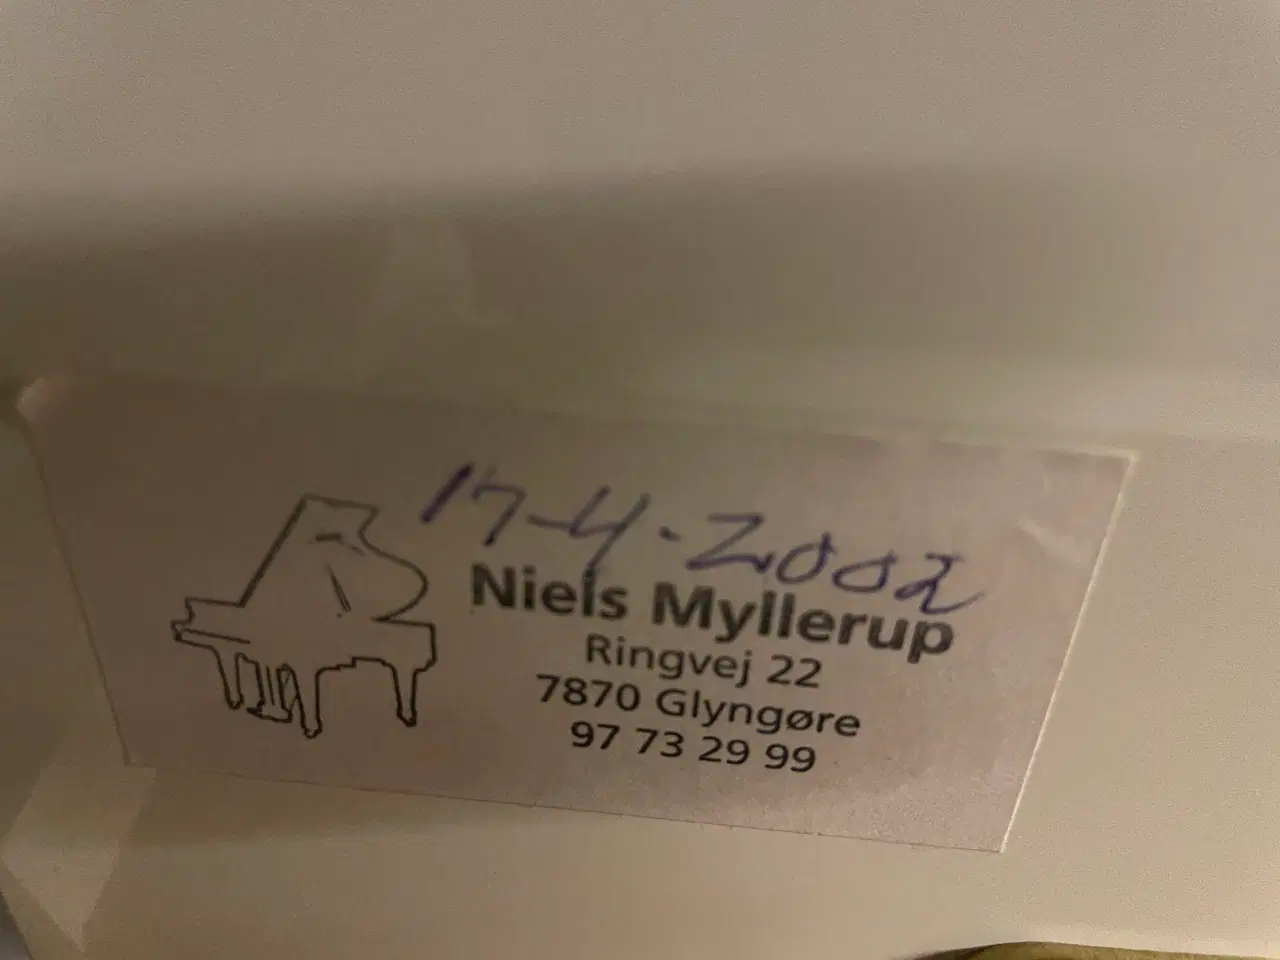 17-4-2002
Niels Myllerup
Ringvej 22
7870 Glyngøre
97 73 29 99